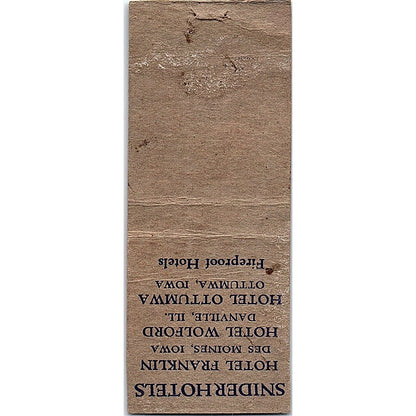 SNIDER HOTELS
HOTEL FRANKLIN
DES MOINES, IOWA
HOTEL WOLFORD
DANVILLE, ILL.
HOTEL OTTUMWA
OTTUMWA, IOWA
Fireproof Hotels